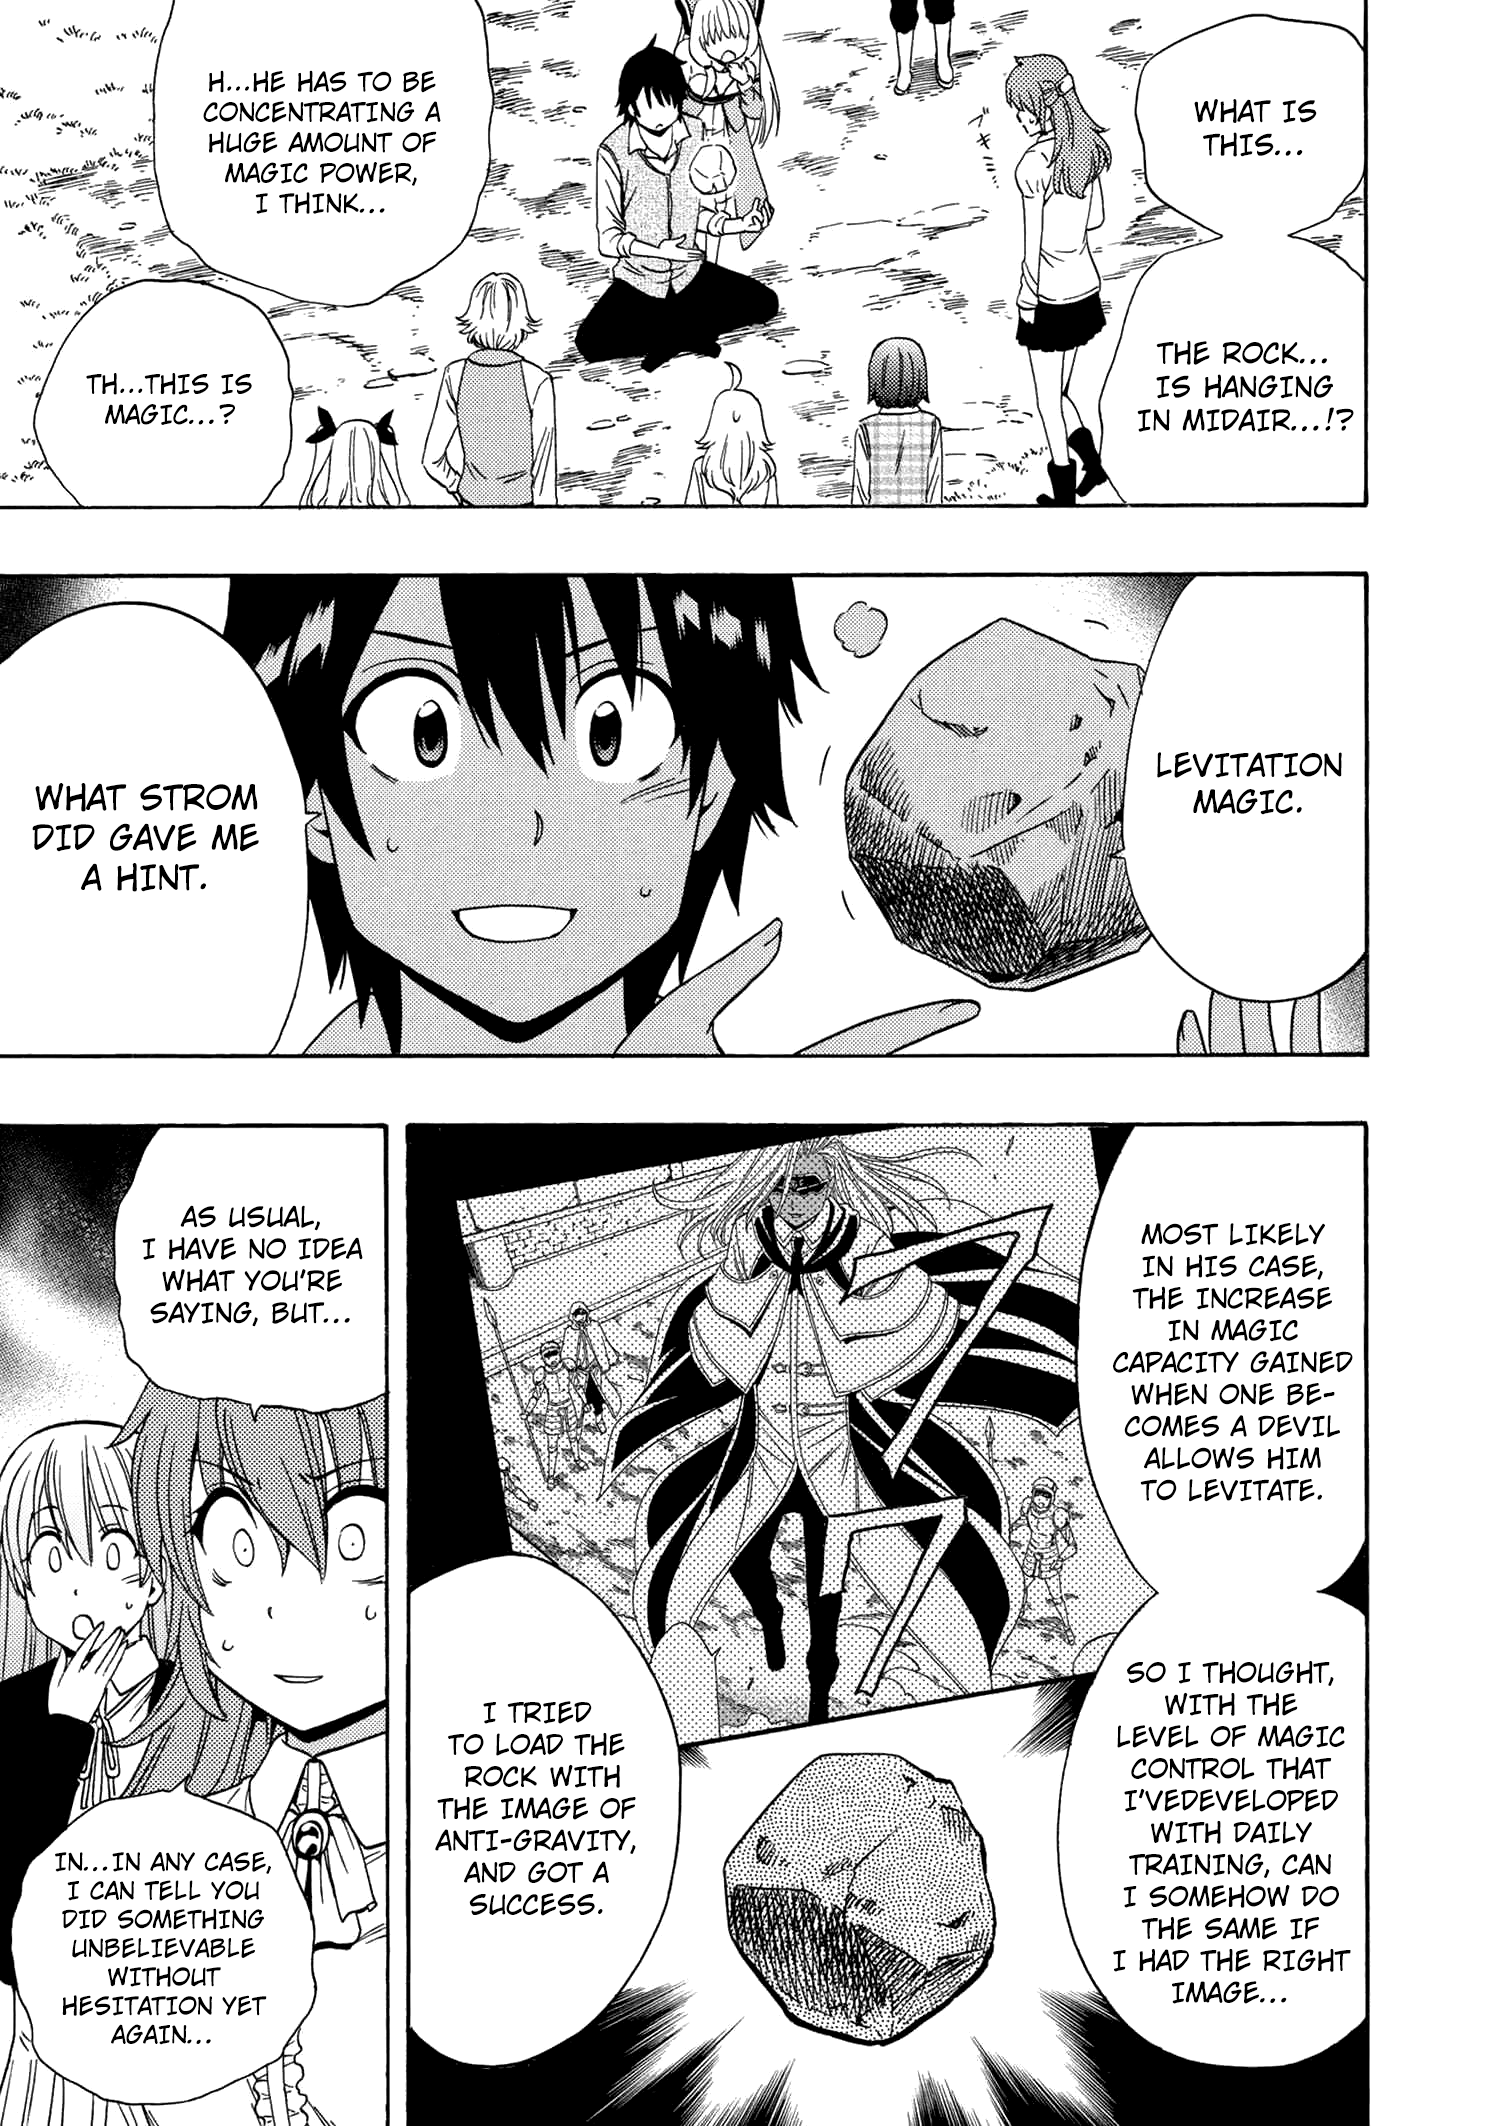 WHAT IS
THIS...
THE ROCK...
IS HANGING
IN MIDAIR...!?
H...HE HAS TO BE
CONCENTRATING A
HUGE AMOUNT OF
MAGIC POWER,
I THINK...
TH...THIS IS
MAGIC...?
LEVITATION
MAGIC.
WHAT STROM
DID GAVE ME
A HINT.
MOST LIKELY
IN HIS CASE,
THE INCREASE
IN MAGIC
CAPACITY GAINED
WHEN ONE BE-
COMES A DEVIL
ALLOWS HIM
TO LEVITATE.
SO I THOUGHT,
WITH THE
LEVEL OF MAGIC
CONTROL THAT
I'VEDEVELOPED
WITH DAILY
TRAINING, CAN
I SOMEHOW DO
THE SAME IF
I HAD THE RIGHT
IMAGE...
I TRIED
TO LOAD THE
ROCK WITH
THE IMAGE OF
ANTI-GRAVITY,
AND GOT A
SUCCESS.
AS USUAL,
I HAVE NO IDEA
WHAT YOU'RE
SAYING, BUT...
IN...IN ANY CASE,
I CAN TELL YOU
DID SOMETHING
UNBELIEVABLE
WITHOUT
HESITATION YET
AGAIN...